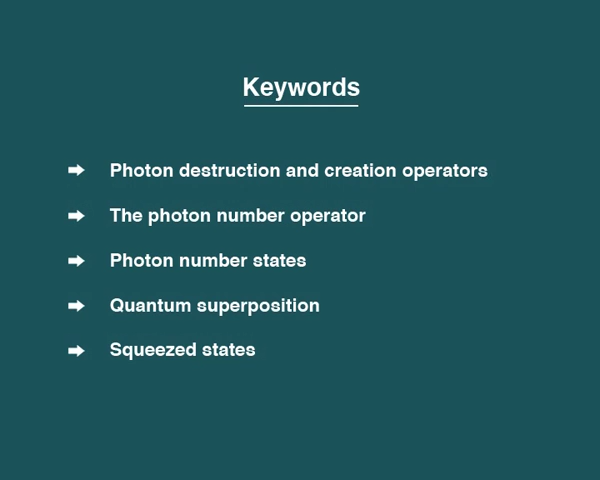 Keywords
Photon destruction and creation operators
The photon number operator
Photon number states
Quantum superposition
Squeezed states